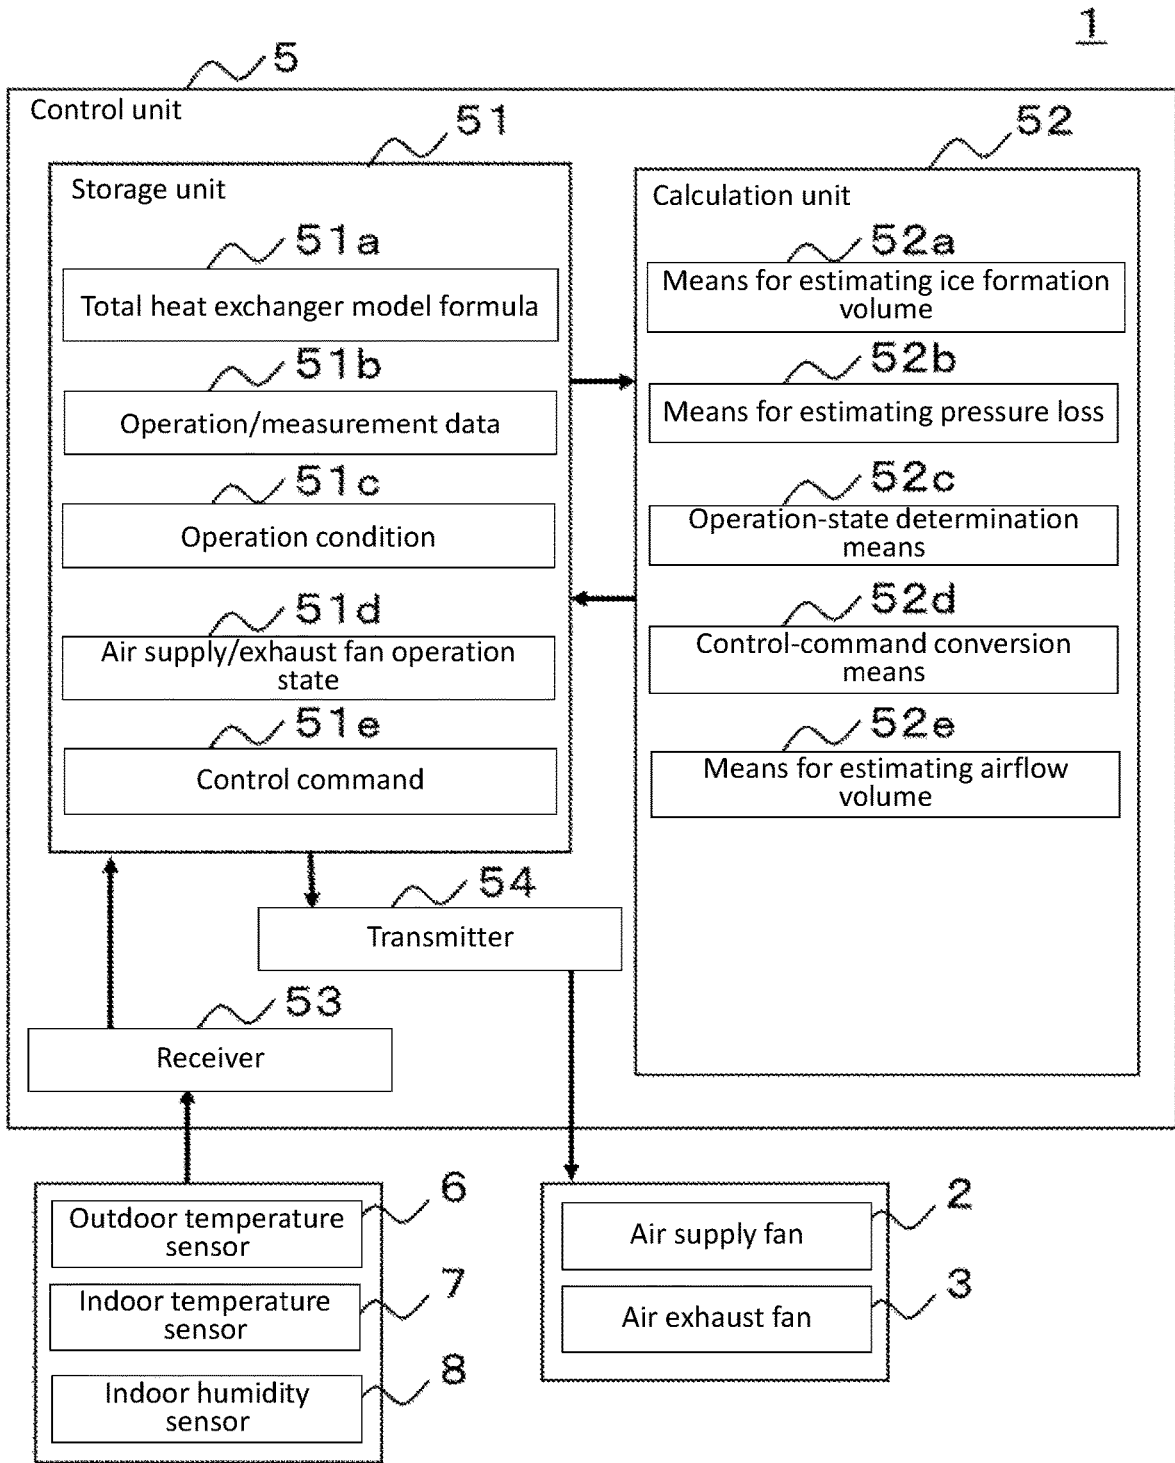 1
5
Control unit
51
Storage unit
51a
Total heat exchanger model formula
51b
Operation/measurement data
51c
Operation condition
51d
Air supply/exhaust fan operation
state
51e
Control command
52
Calculation unit
52a
Means for estimating ice formation
volume
52b
Means for estimating pressure loss
52c
Operation-state determination
means
52d
Control-command conversion
means
52e
Means for estimating airflow
volume
54
Transmitter
53
Receiver
6
Outdoor temperature
sensor
7
Indoor temperature
sensor
8
Indoor humidity
sensor
2
Air supply fan
3
Air exhaust fan